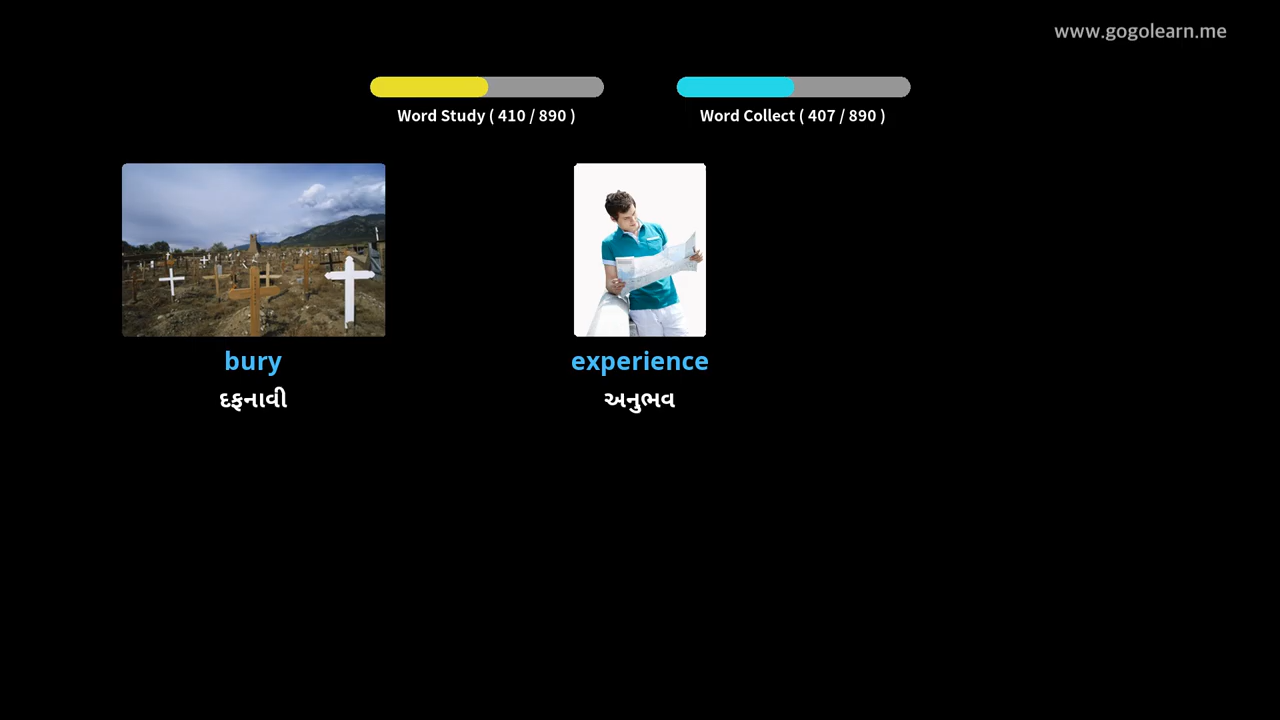 www.gogolearn.me
Word Study ( 410 / 890 )
Word Collect ( 407 / 890 )
bury
દફનાવી
experience
અનુભવ